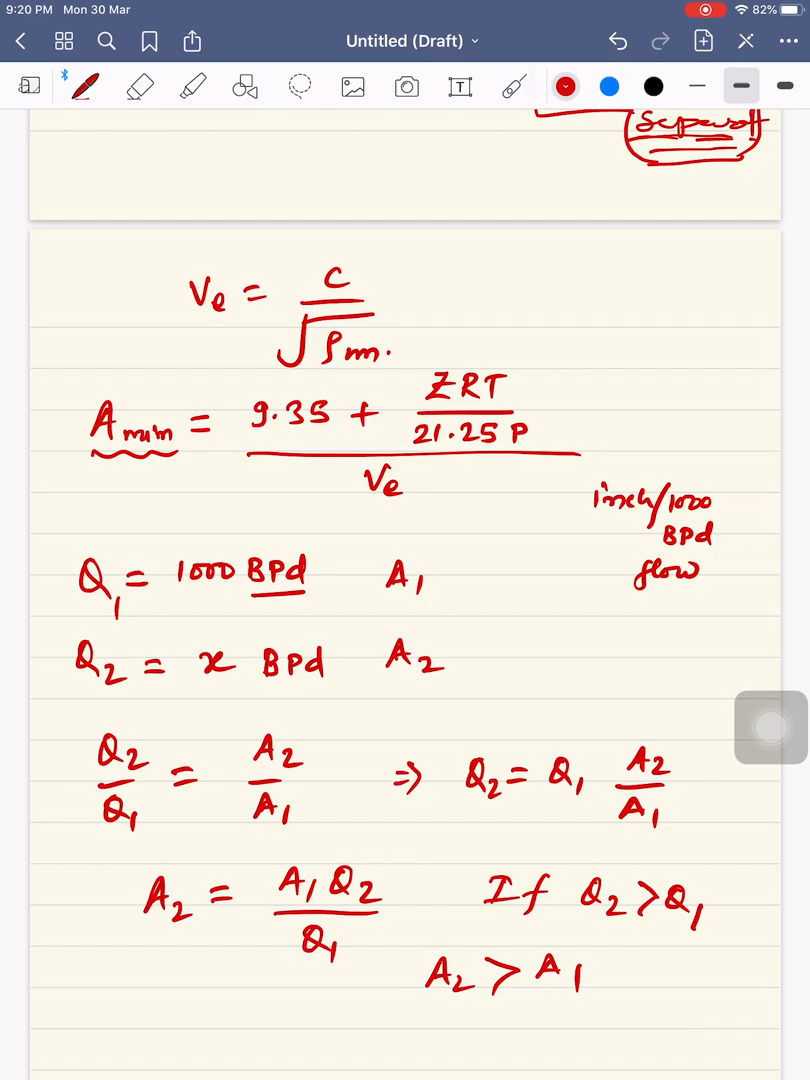 9:20 PM Mon 30 Mar 82%
Untitled (Draft)
T
Ve = C / √ρm.
Amin = (9.35 + ZRT / 21.25 P) / Ve
inch/1000
BPd
flow
Q1 = 1000 BPd A1
Q2 = x BPd A2
Q2/Q1 = A2/A1 ⇒ Q2 = Q1 A2/A1
A2 = A1 Q2 / Q1 If Q2 > Q1
A2 > A1